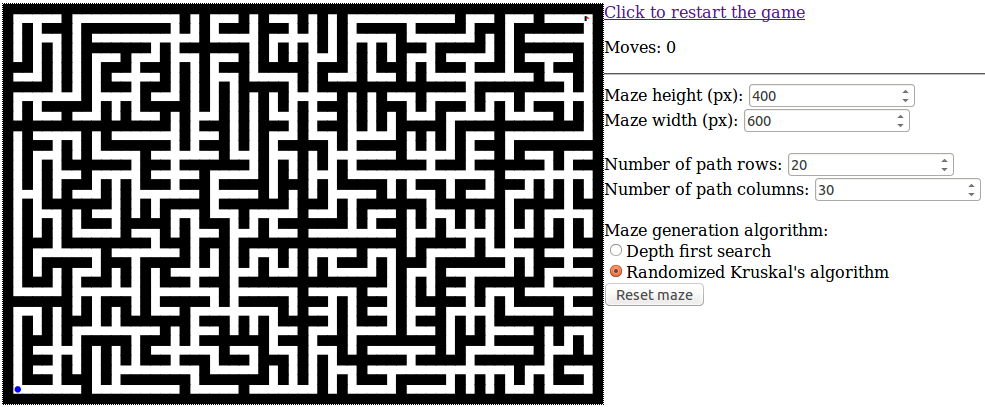 Click to restart the game
Moves: 0
Maze height (px): 400
Maze width (px): 600
Number of path rows: 20
Number of path columns: 30
Maze generation algorithm:
Depth first search
Randomized Kruskal's algorithm
Reset maze